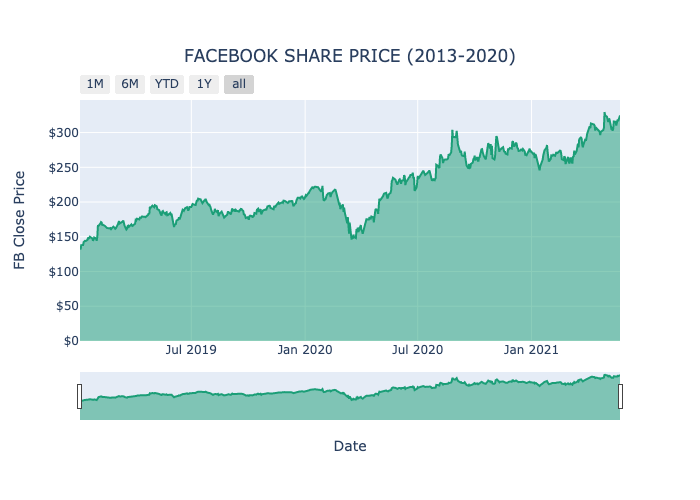 FACEBOOK SHARE PRICE (2013-2020)
1M 6M YTD 1Y all
$300
$250
$200
$150
$100
$50
$0
FB Close Price
Jul 2019 Jan 2020 Jul 2020 Jan 2021
Date